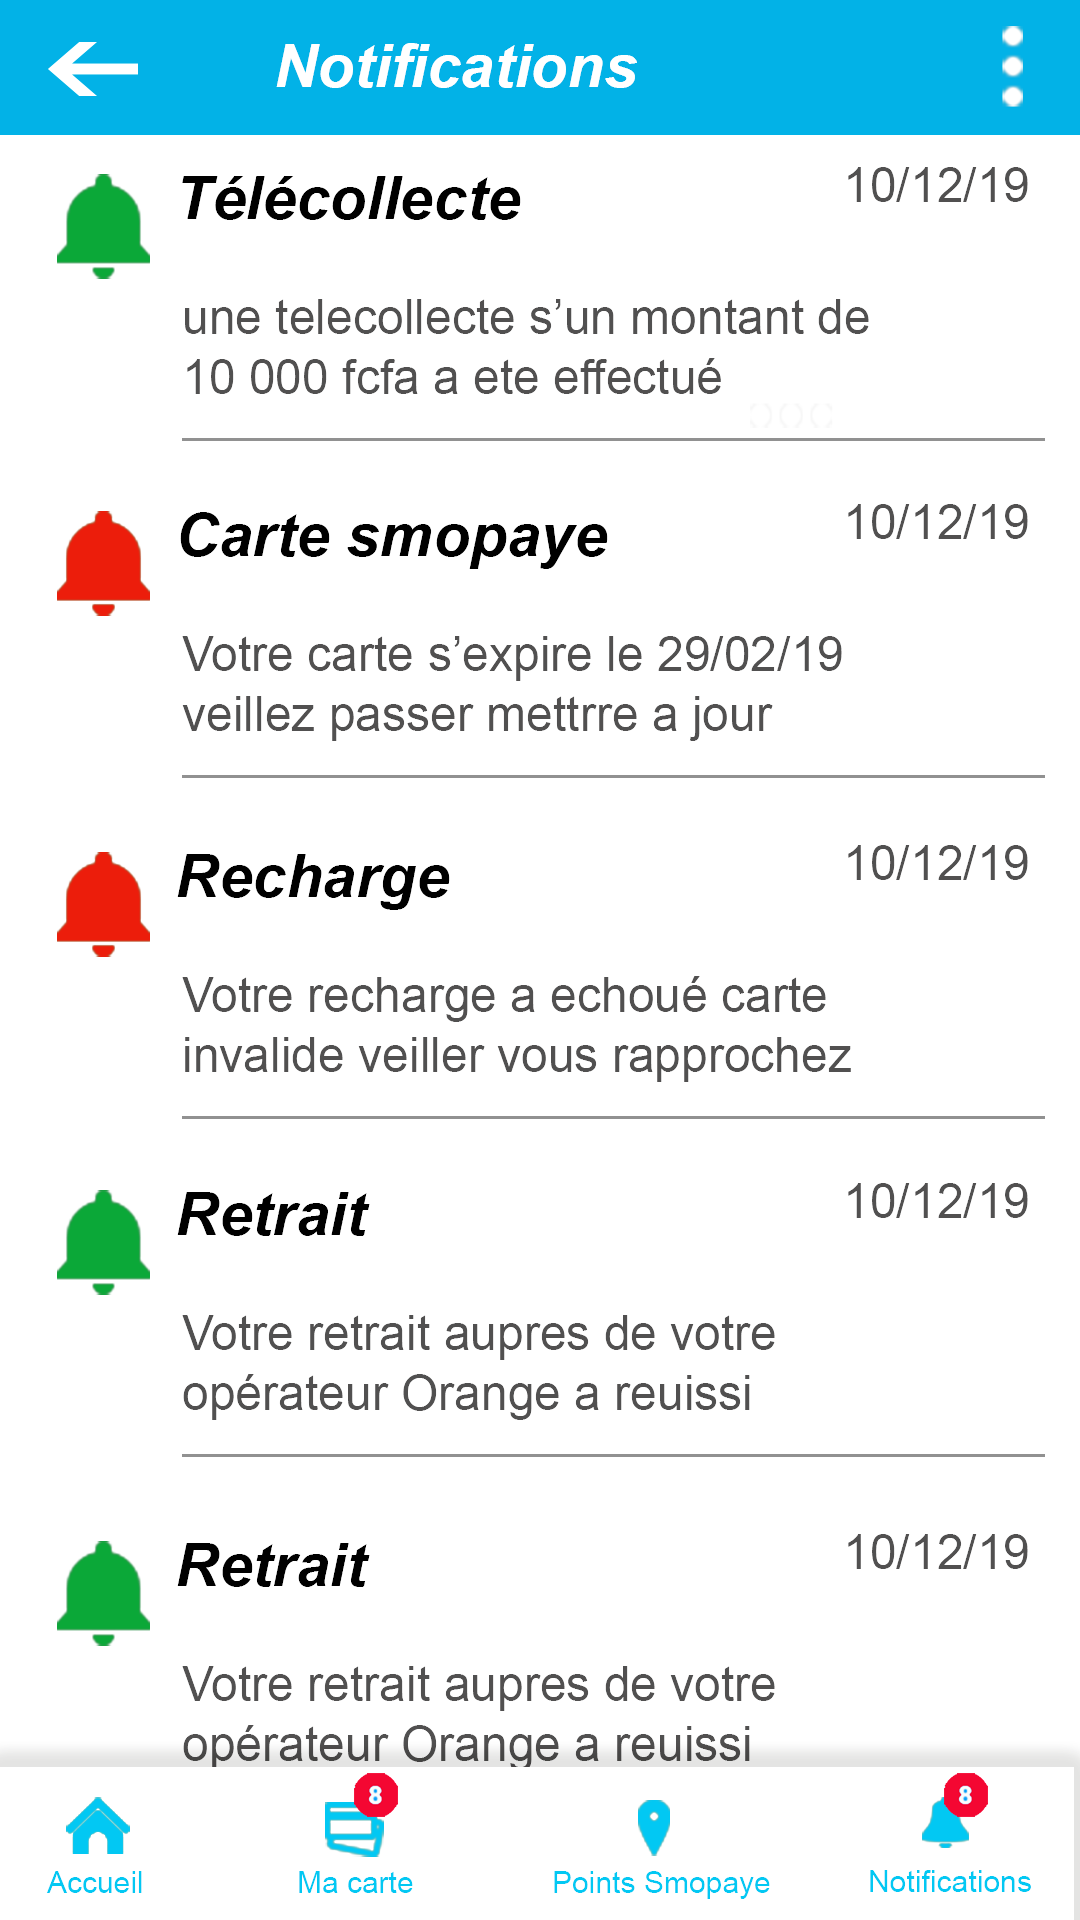 Notifications
Télécollecte
10/12/19
une telecollecte s’un montant de
10 000 fcfa a ete effectué
Carte smopaye
10/12/19
Votre carte s’expire le 29/02/19
veillez passer mettrre a jour
Recharge
10/12/19
Votre recharge a echoué carte
invalide veiller vous rapprochez
Retrait
10/12/19
Votre retrait aupres de votre
opérateur Orange a reuissi
Retrait
10/12/19
Votre retrait aupres de votre
opérateur Orange a reuissi
8
8
Accueil
Ma carte
Points Smopaye
Notifications